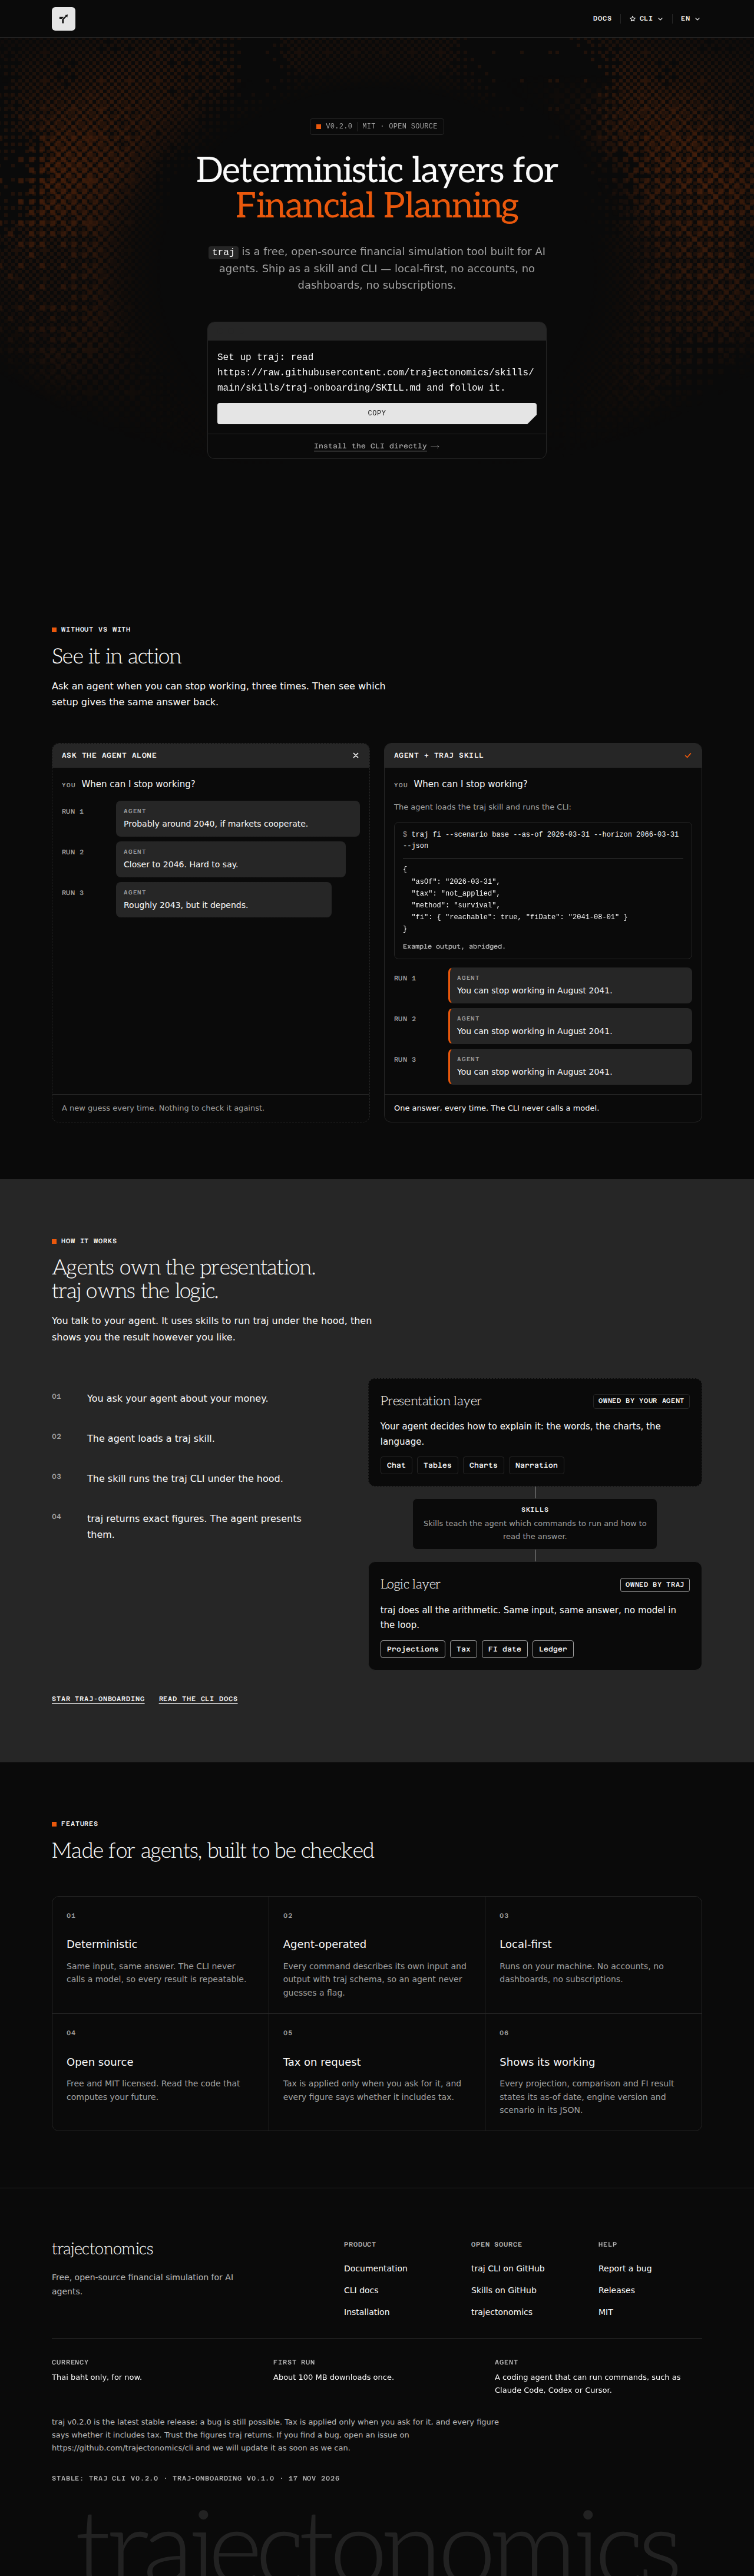 DOCS
CLI
EN
V0.2.0 MIT · OPEN SOURCE
Deterministic layers for
Financial Planning
traj is a free, open-source financial simulation tool built for AI
agents. Ship as a skill and CLI — local-first, no accounts, no
dashboards, no subscriptions.
Set up traj: read
https://raw.githubusercontent.com/trajectonomics/skills/
main/skills/traj-onboarding/SKILL.md and follow it.
COPY
Install the CLI directly →
WITHOUT VS WITH
See it in action
Ask an agent when you can stop working, three times. Then see which
setup gives the same answer back.
ASK THE AGENT ALONE
YOU When can I stop working?
RUN 1
AGENT
Probably around 2040, if markets cooperate.
RUN 2
AGENT
Closer to 2046. Hard to say.
RUN 3
AGENT
Roughly 2043, but it depends.
A new guess every time. Nothing to check it against.
AGENT + TRAJ SKILL
YOU When can I stop working?
The agent loads the traj skill and runs the CLI:
$ traj fi --scenario base --as-of 2026-03-31 --horizon 2066-03-31
--json
{
"asOf": "2026-03-31",
"tax": "not_applied",
"method": "survival",
"fi": { "reachable": true, "fiDate": "2041-08-01" }
}
Example output, abridged.
RUN 1
AGENT
You can stop working in August 2041.
RUN 2
AGENT
You can stop working in August 2041.
RUN 3
AGENT
You can stop working in August 2041.
One answer, every time. The CLI never calls a model.
HOW IT WORKS
Agents own the presentation.
traj owns the logic.
You talk to your agent. It uses skills to run traj under the hood, then
shows you the result however you like.
01 You ask your agent about your money.
02 The agent loads a traj skill.
03 The skill runs the traj CLI under the hood.
04 traj returns exact figures. The agent presents
them.
Presentation layer
OWNED BY YOUR AGENT
Your agent decides how to explain it: the words, the charts, the
language.
Chat Tables Charts Narration
SKILLS
Skills teach the agent which commands to run and how to
read the answer.
Logic layer
OWNED BY TRAJ
traj does all the arithmetic. Same input, same answer, no model in
the loop.
Projections Tax FI date Ledger
STAR TRAJ-ONBOARDING READ THE CLI DOCS
FEATURES
Made for agents, built to be checked
01
Deterministic
Same input, same answer. The CLI never
calls a model, so every result is repeatable.
02
Agent-operated
Every command describes its own input and
output with traj schema, so an agent never
guesses a flag.
03
Local-first
Runs on your machine. No accounts, no
dashboards, no subscriptions.
04
Open source
Free and MIT licensed. Read the code that
computes your future.
05
Tax on request
Tax is applied only when you ask for it, and
every figure says whether it includes tax.
06
Shows its working
Every projection, comparison and FI result
states its as-of date, engine version and
scenario in its JSON.
trajectonomics
Free, open-source financial simulation for AI
agents.
PRODUCT
Documentation
CLI docs
Installation
OPEN SOURCE
traj CLI on GitHub
Skills on GitHub
trajectonomics
HELP
Report a bug
Releases
MIT
CURRENCY
Thai baht only, for now.
FIRST RUN
About 100 MB downloads once.
AGENT
A coding agent that can run commands, such as
Claude Code, Codex or Cursor.
traj v0.2.0 is the latest stable release; a bug is still possible. Tax is applied only when you ask for it, and every figure
says whether it includes tax. Trust the figures traj returns. If you find a bug, open an issue on
https://github.com/trajectonomics/cli and we will update it as soon as we can.
STABLE: TRAJ CLI V0.2.0 · TRAJ-ONBOARDING V0.1.0 · 17 NOV 2026
trajectonomics